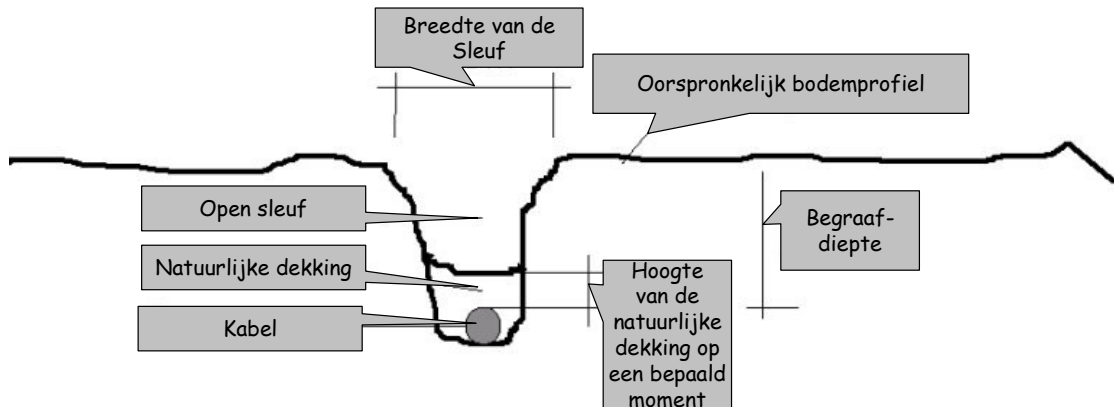 Breedte van de
Sleuf
Oorspronkelijk bodemprofiel
Open sleuf
Begraaf-
diepte
Natuurlijke dekking
Hoogte
van de
natuurlijke
dekking op
een bepaald
moment
Kabel